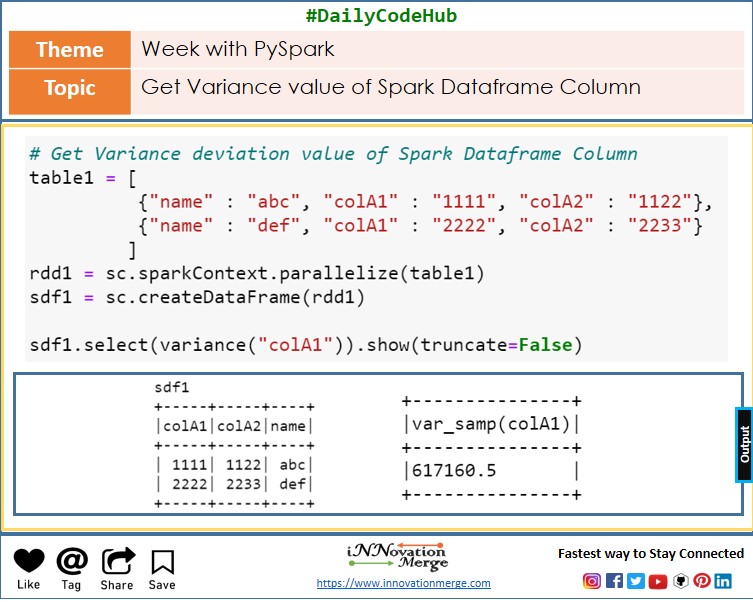 #DailyCodeHub
Theme
Week with PySpark
Topic
Get Variance value of Spark Dataframe Column
# Get Variance deviation value of Spark Dataframe Column
table1 = [
{"name" : "abc", "colA1" : "1111", "colA2" : "1122"},
{"name" : "def", "colA1" : "2222", "colA2" : "2233"}
]
rdd1 = sc.sparkContext.parallelize(table1)
sdf1 = sc.createDataFrame(rdd1)
sdf1.select(variance("colA1")).show(truncate=False)
sdf1
+-----+-----+----+
|colA1|colA2|name|
+-----+-----+----+
| 1111| 1122| abc|
| 2222| 2233| def|
+-----+-----+----+
+---------------+
|var_samp(colA1)|
+---------------+
|617160.5       |
+---------------+
Output
Like
Tag
Share
Save
iNNovation
Merge
https://www.innovationmerge.com
Fastest way to Stay Connected